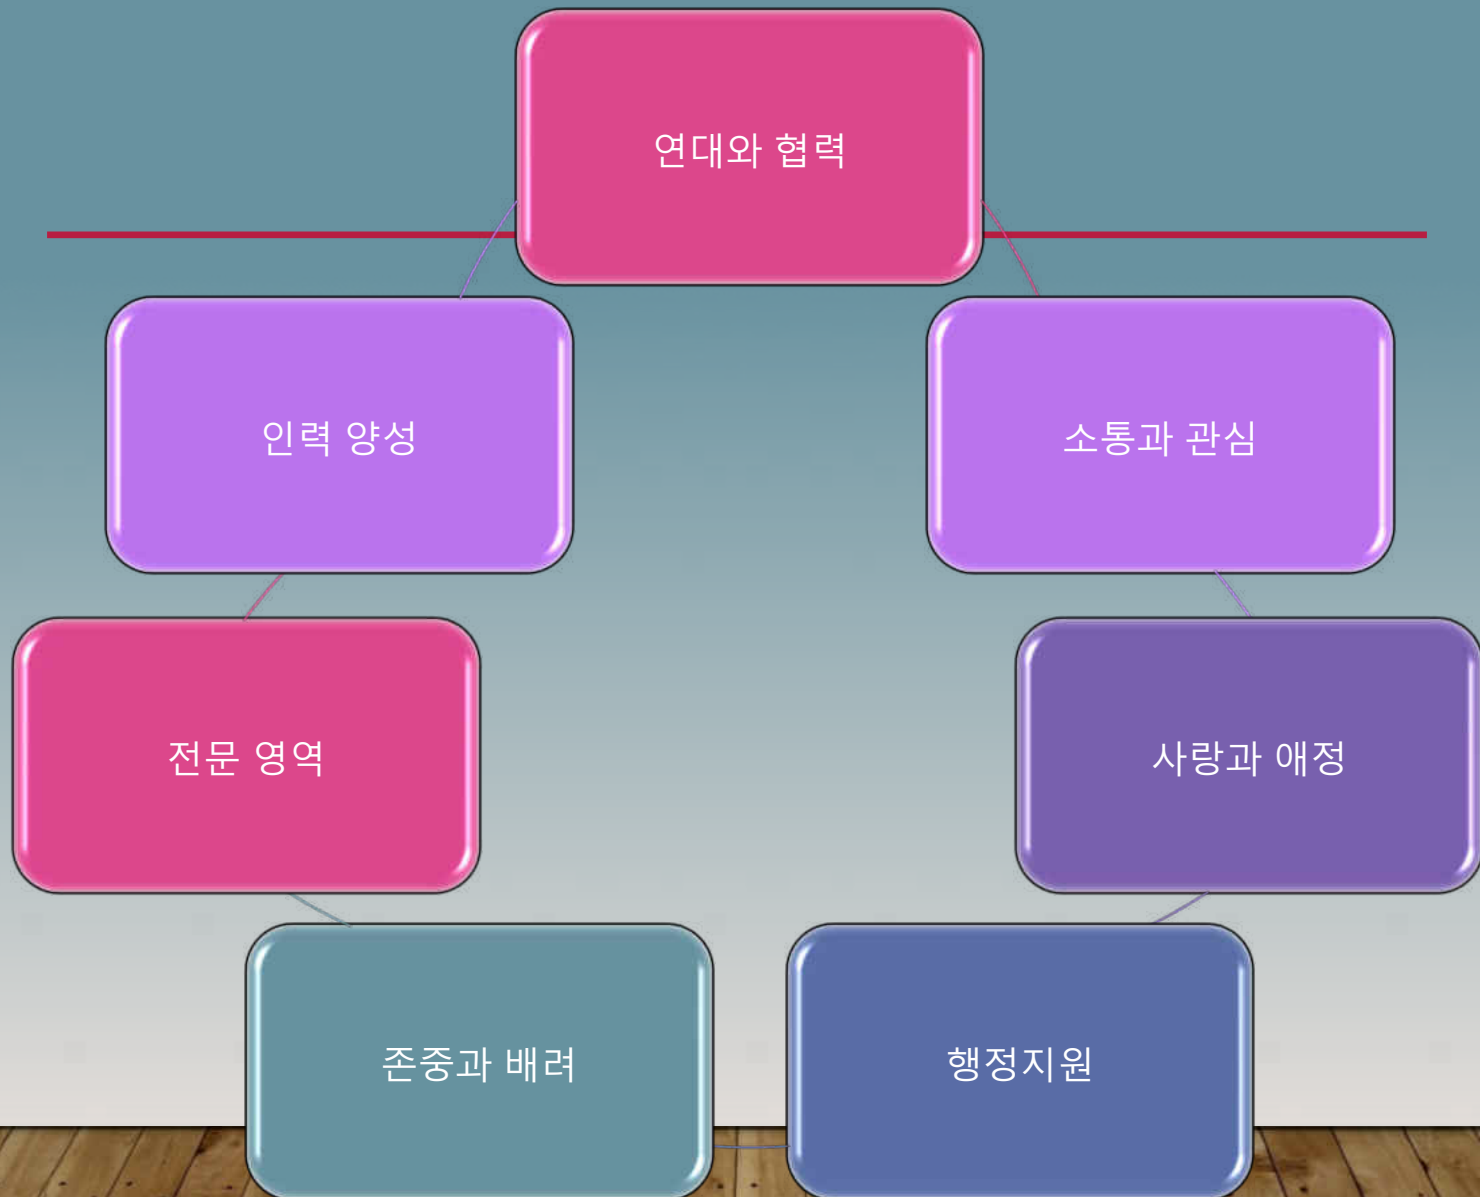 연대와 협력
인력 양성
소통과 관심
전문 영역
사랑과 애정
존중과 배려
행정지원